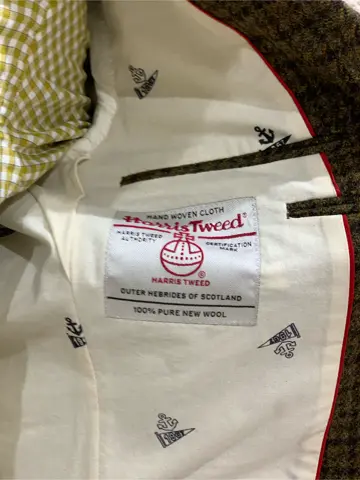 HAND WOVEN CLOTH
Harris Tweed
HARRIS TWEED CERTIFICATION
AUTHORITY MARK
®
HARRIS TWEED
OUTER HEBRIDES OF SCOTLAND
100% PURE NEW WOOL